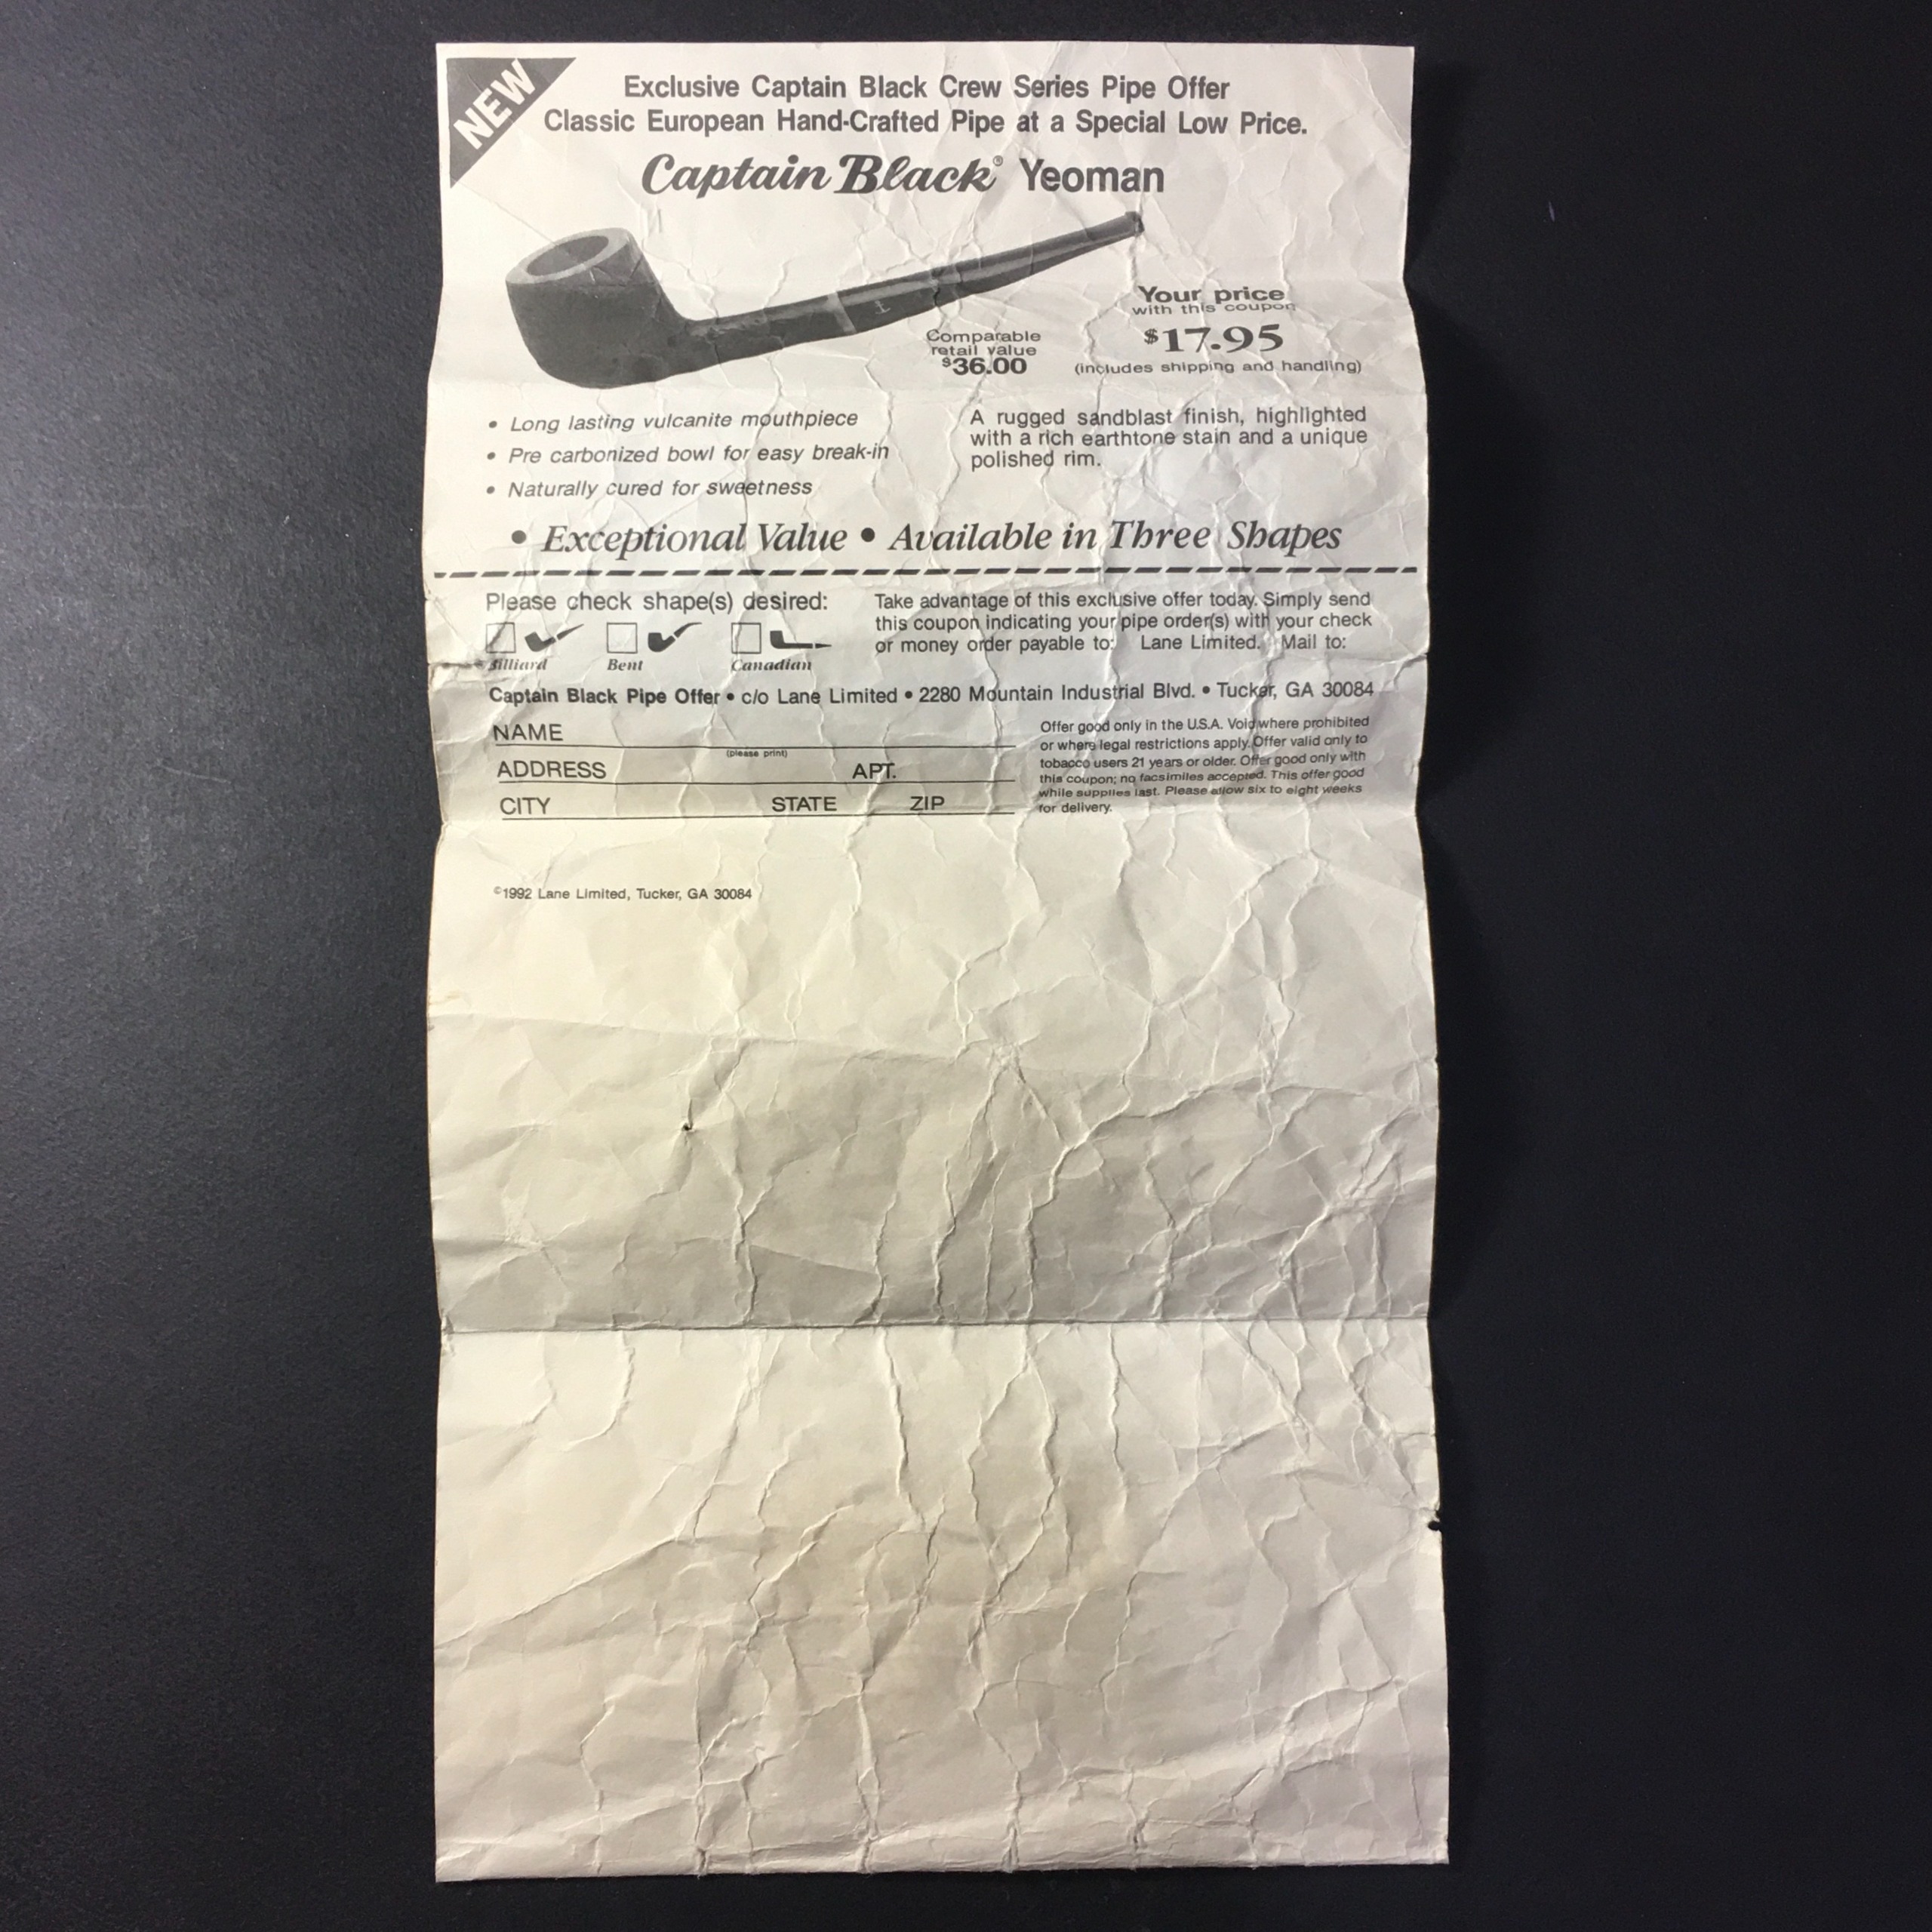 NEW
Exclusive Captain Black Crew Series Pipe Offer
Classic European Hand-Crafted Pipe at a Special Low Price.
Captain Black® Yeoman
Comparable
retail value
$36.00
Your price
with this coupon
$17.95
(includes shipping and handling)
• Long lasting vulcanite mouthpiece
• Pre carbonized bowl for easy break-in
• Naturally cured for sweetness
A rugged sandblast finish, highlighted
with a rich earthtone stain and a unique
polished rim.
• Exceptional Value • Available in Three Shapes
Please check shape(s) desired:
Billiard Bent Canadian
Take advantage of this exclusive offer today. Simply send
this coupon indicating your pipe order(s) with your check
or money order payable to: Lane Limited. Mail to:
Captain Black Pipe Offer • c/o Lane Limited • 2280 Mountain Industrial Blvd. • Tucker, GA 30084
NAME
(please print)
ADDRESS APT.
CITY STATE ZIP
Offer good only in the U.S.A. Void where prohibited
or where legal restrictions apply. Offer valid only to
tobacco users 21 years or older. Offer good only with
this coupon; no facsimiles accepted. This offer good
while supplies last. Please allow six to eight weeks
for delivery.
©1992 Lane Limited, Tucker, GA 30084